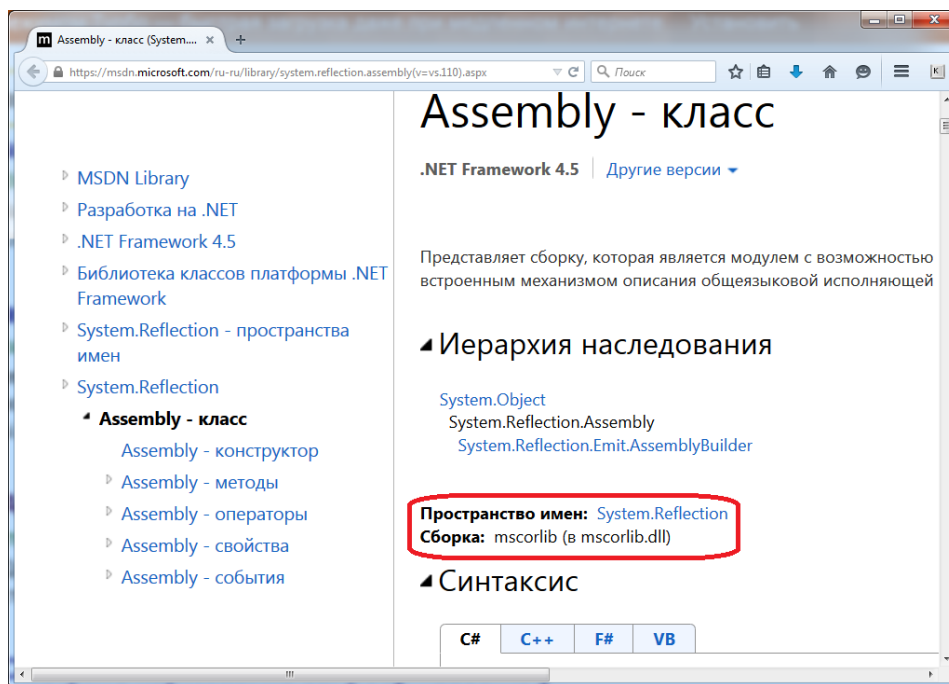 Assembly - класс (System....
https://msdn.microsoft.com/ru-ru/library/system.reflection.assembly(v=vs.110).aspx
Поиск
MSDN Library
Разработка на .NET
.NET Framework 4.5
Библиотека классов платформы .NET
Framework
System.Reflection - пространства
имен
System.Reflection
Assembly - класс
Assembly - конструктор
Assembly - методы
Assembly - операторы
Assembly - свойства
Assembly - события
Assembly - класс
.NET Framework 4.5
Другие версии
Представляет сборку, которая является модулем с возможностью
встроенным механизмом описания общеязыковой исполняющей
Иерархия наследования
System.Object
System.Reflection.Assembly
System.Reflection.Emit.AssemblyBuilder
Пространство имен: System.Reflection
Сборка: mscorlib (в mscorlib.dll)
Синтаксис
C# C++ F# VB